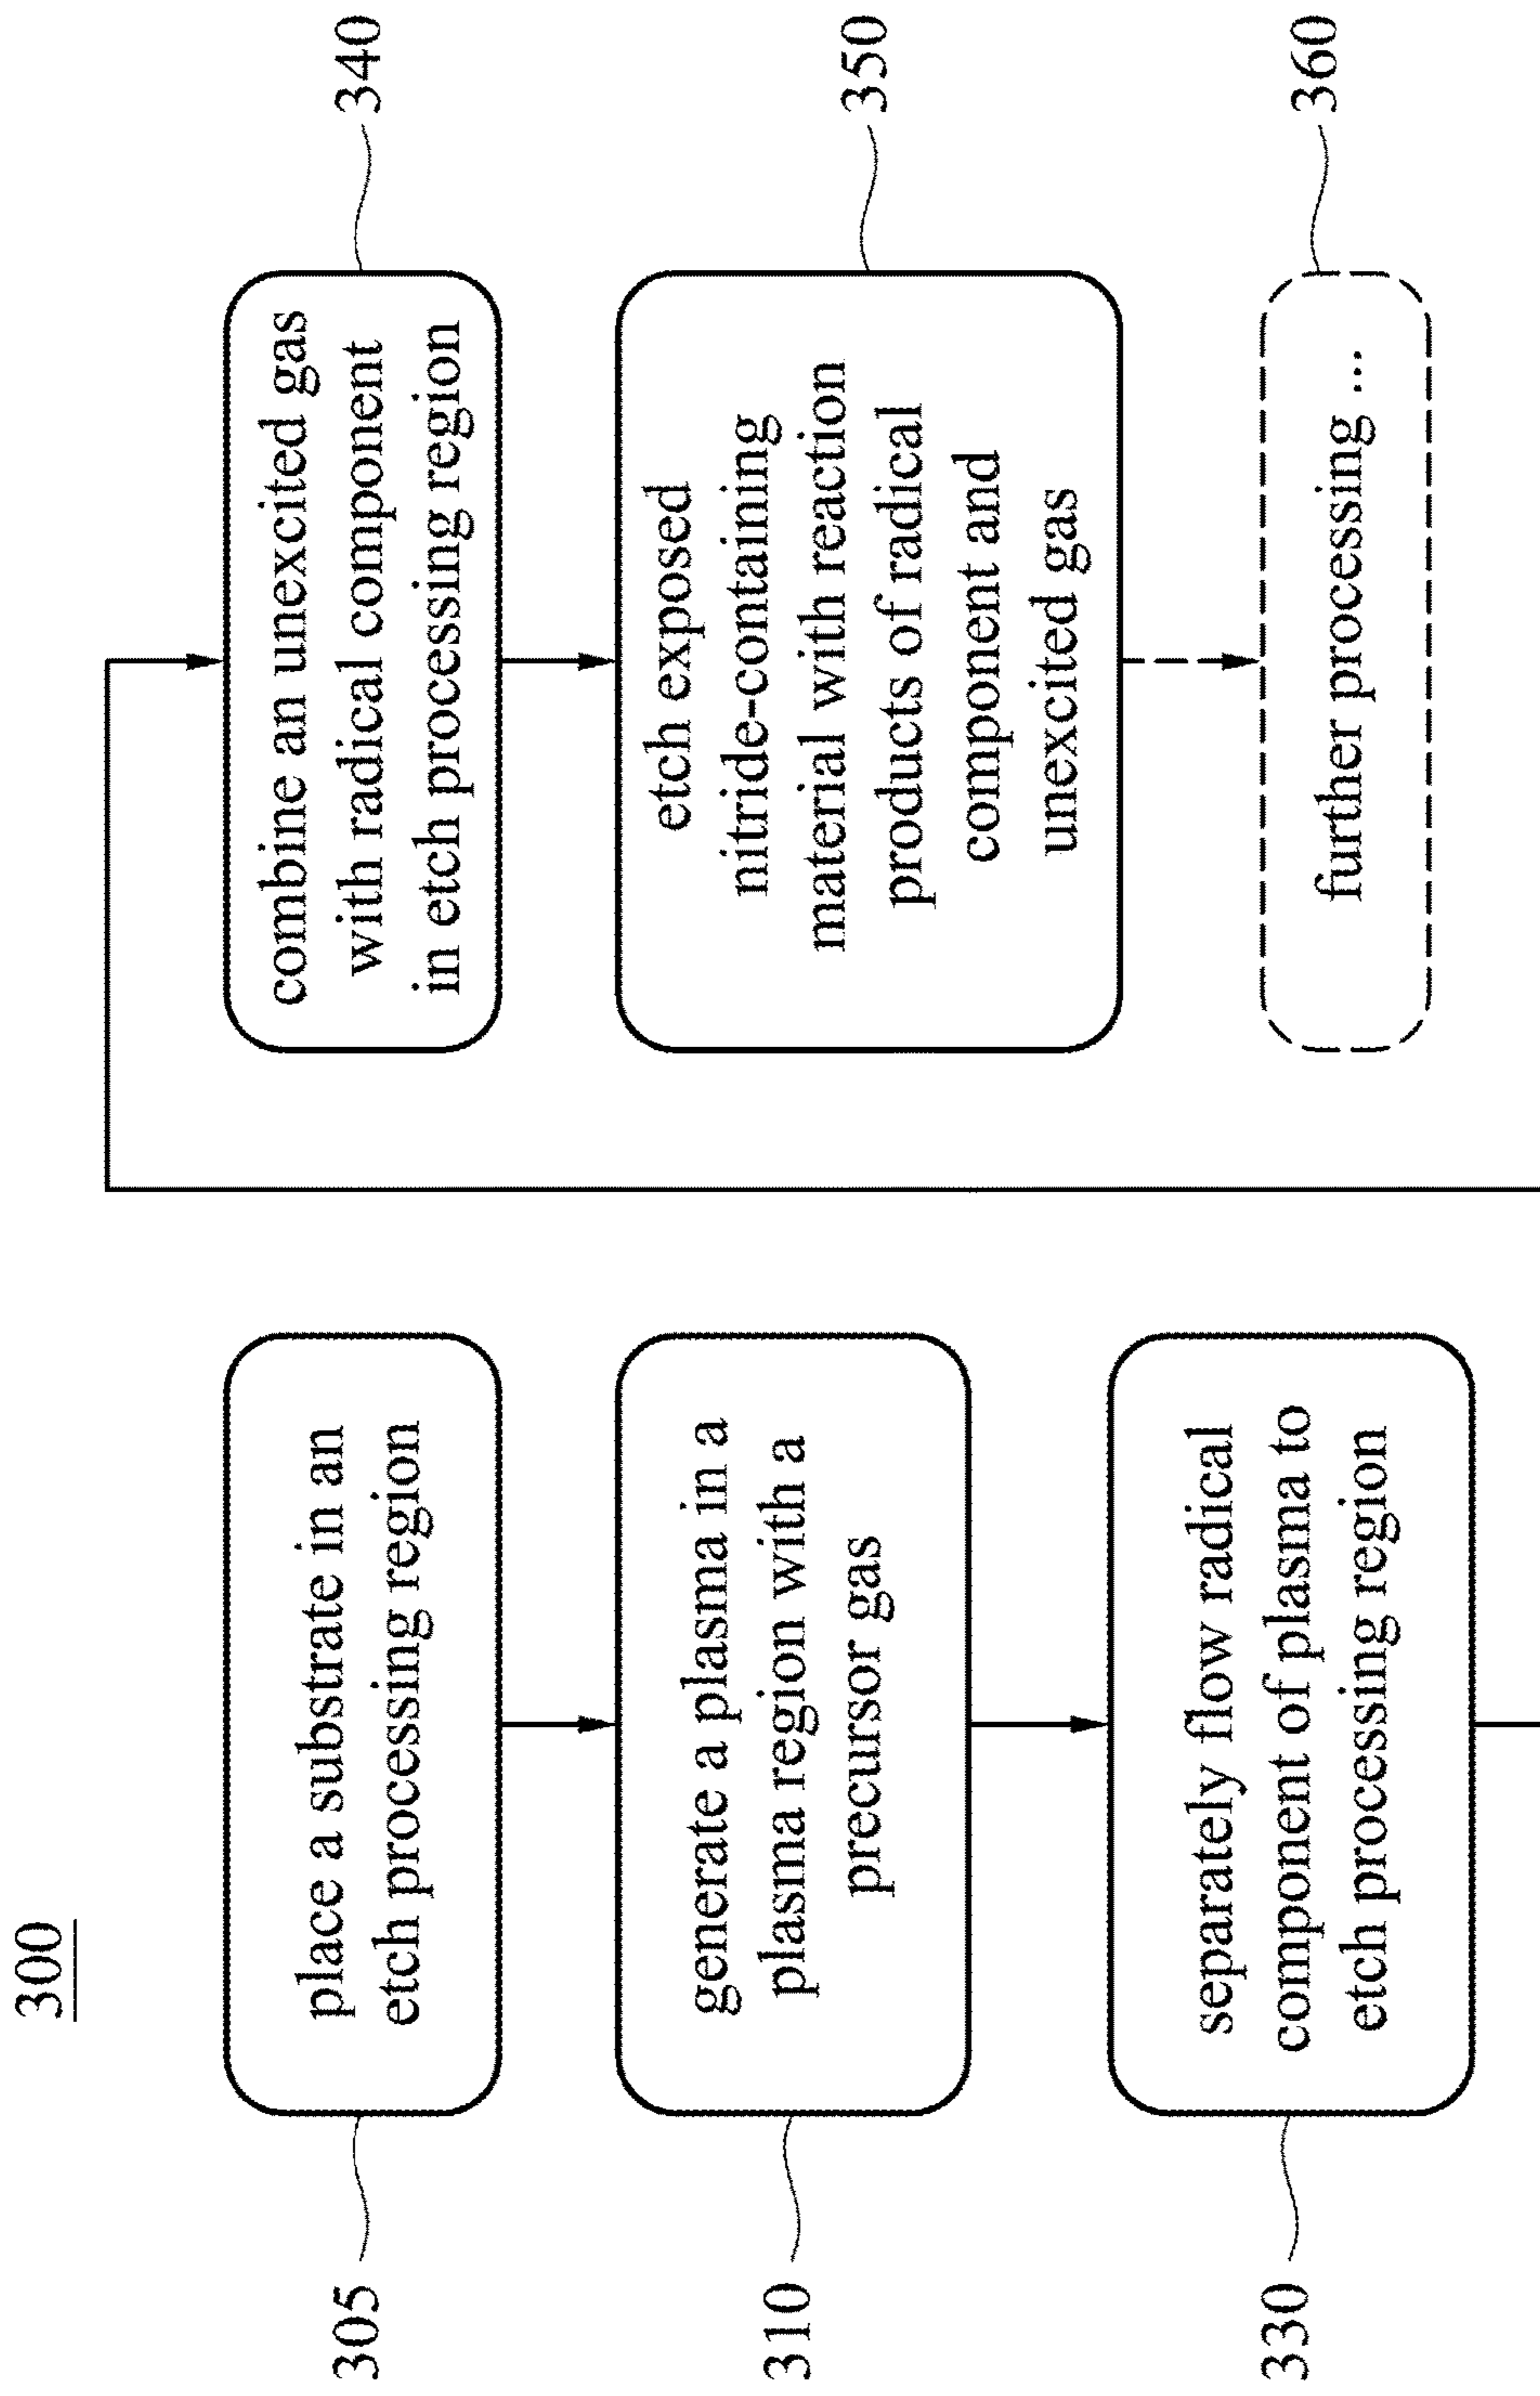 300
305
place a substrate in an
etch processing region
310
generate a plasma in a
plasma region with a
precursor gas
330
separately flow radical
component of plasma to
etch processing region
combine an unexcited gas
with radical component
in etch processing region
340
etch exposed
nitride-containing
material with reaction
products of radical
component and
unexcited gas
350
further processing ...
360